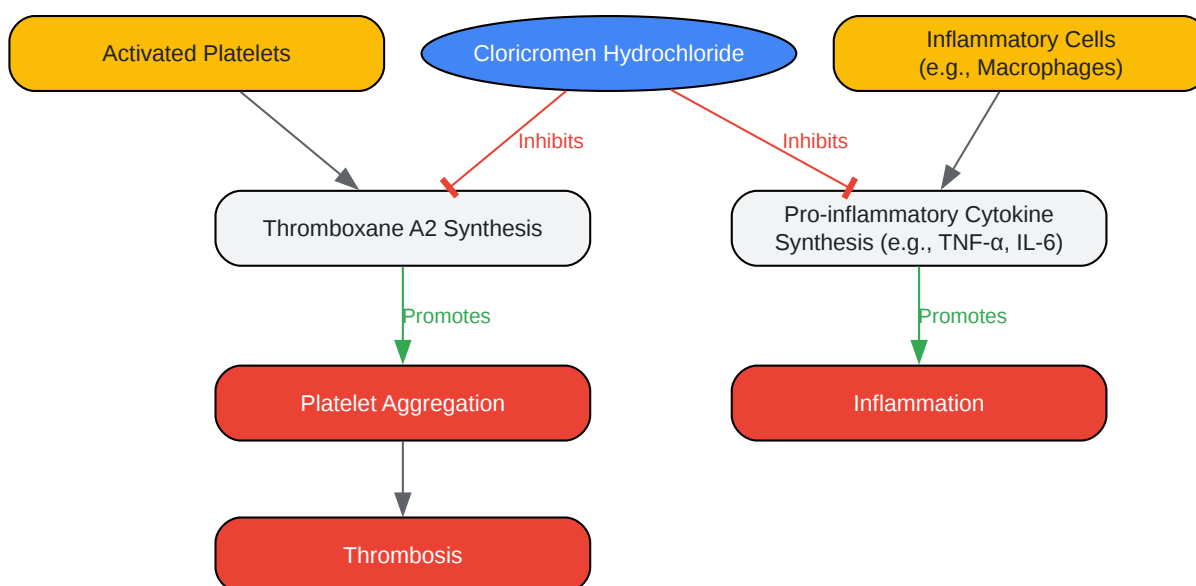 Activated Platelets
Cloricromen Hydrochloride
Inflammatory Cells
(e.g., Macrophages)
Inhibits
Inhibits
Thromboxane A2 Synthesis
Pro-inflammatory Cytokine
Synthesis (e.g., TNF-α, IL-6)
Promotes
Promotes
Platelet Aggregation
Inflammation
Thrombosis